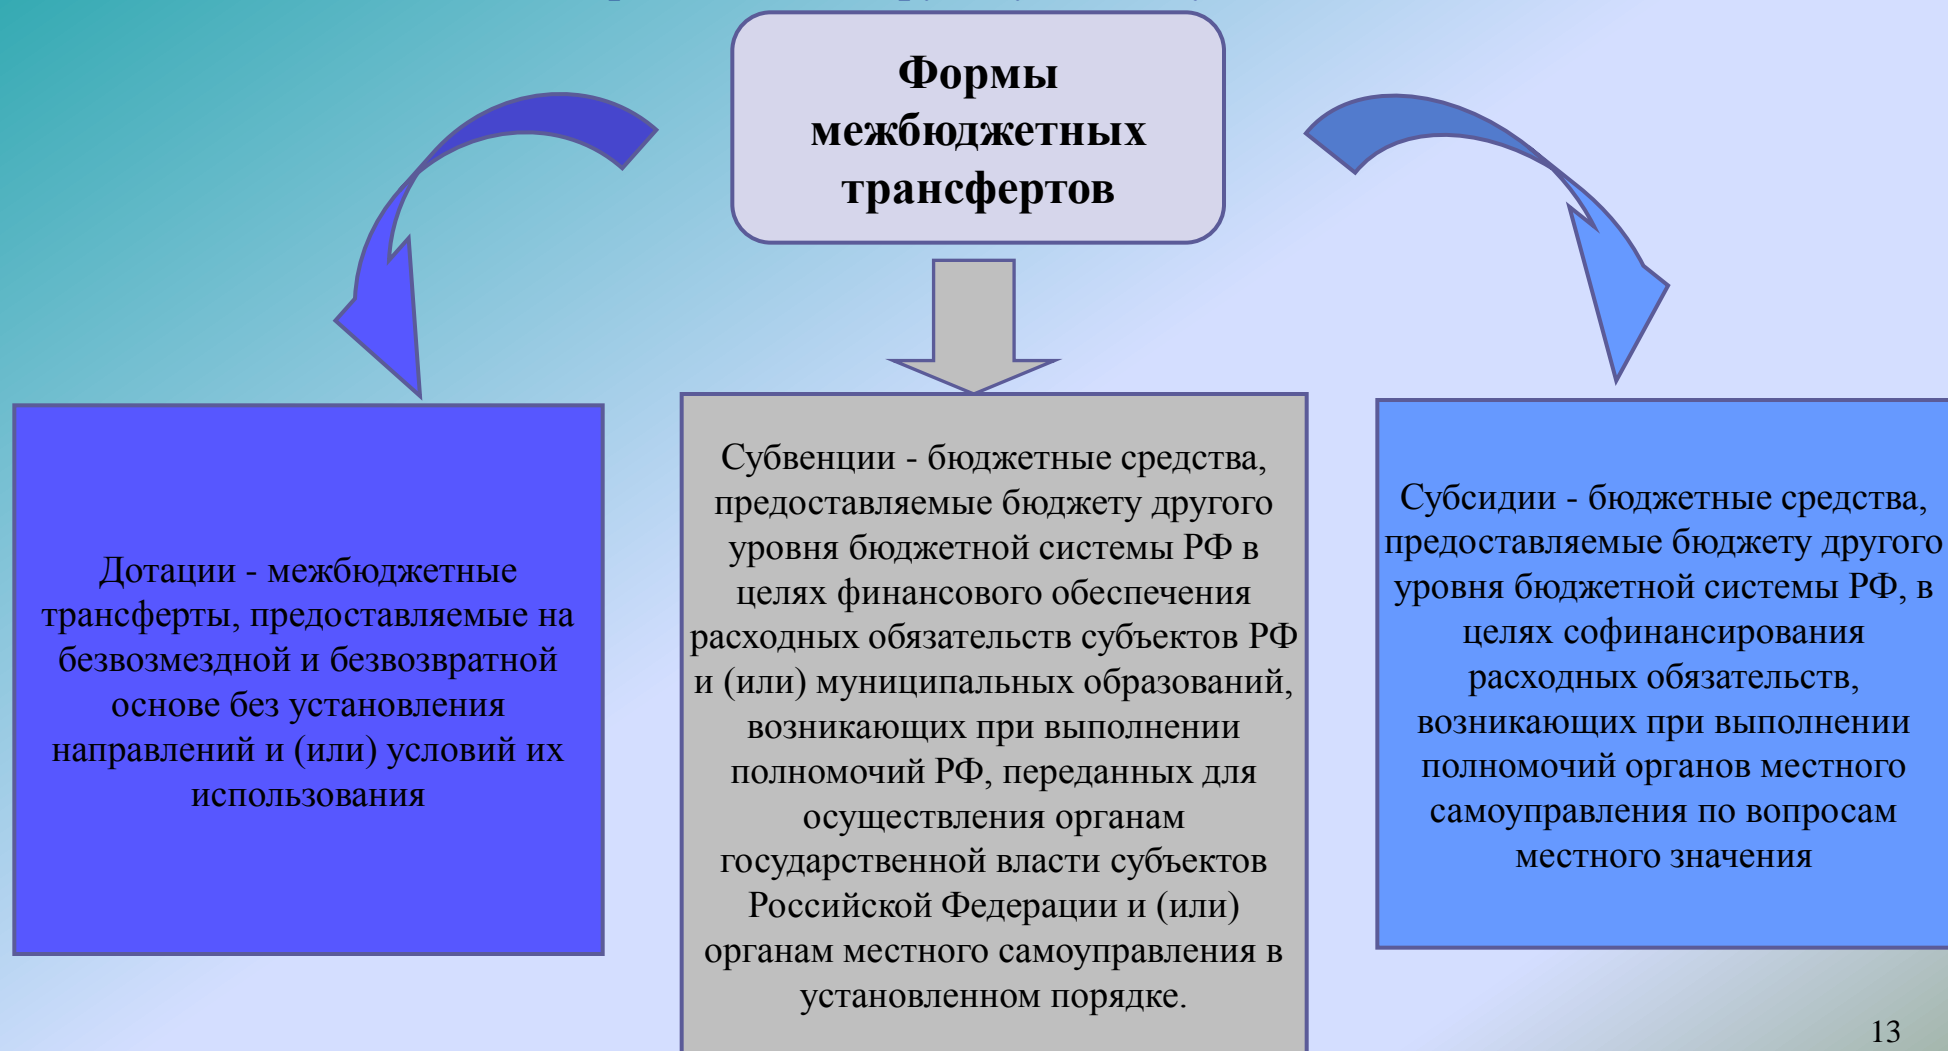 Формы
межбюджетных
трансфертов
Дотации - межбюджетные
трансферты, предоставляемые на
безвозмездной и безвозвратной
основе без установления
направлений и (или) условий их
использования
Субвенции - бюджетные средства,
предоставляемые бюджету другого
уровня бюджетной системы РФ в
целях финансового обеспечения
расходных обязательств субъектов РФ
и (или) муниципальных образований,
возникающих при выполнении
полномочий РФ, переданных для
осуществления органам
государственной власти субъектов
Российской Федерации и (или)
органам местного самоуправления в
установленном порядке.
Субсидии - бюджетные средства,
предоставляемые бюджету другого
уровня бюджетной системы РФ, в
целях софинансирования
расходных обязательств,
возникающих при выполнении
полномочий органов местного
самоуправления по вопросам
местного значения
13